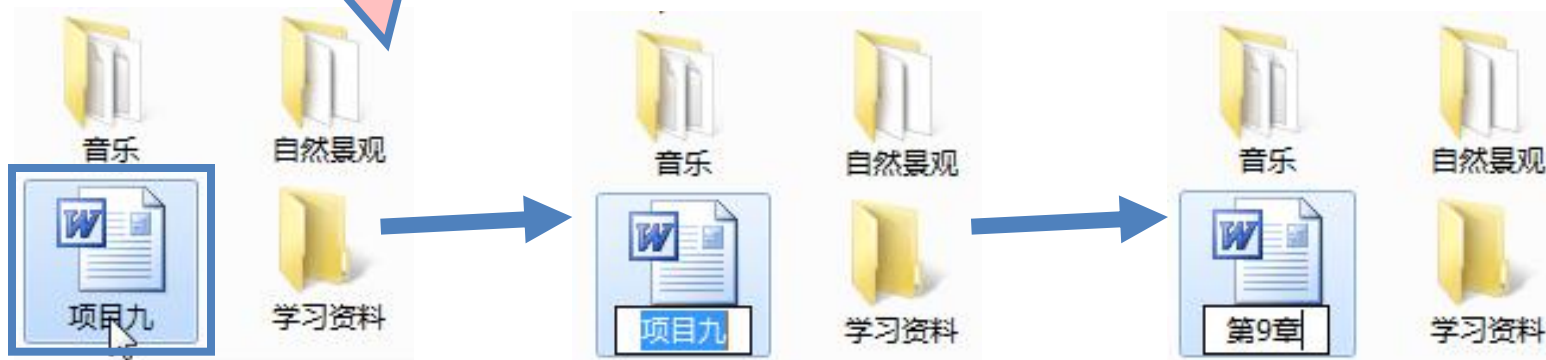 音乐
自然景观
项目九
学习资料
音乐
自然景观
项目九
学习资料
音乐
自然景观
第9章
学习资料